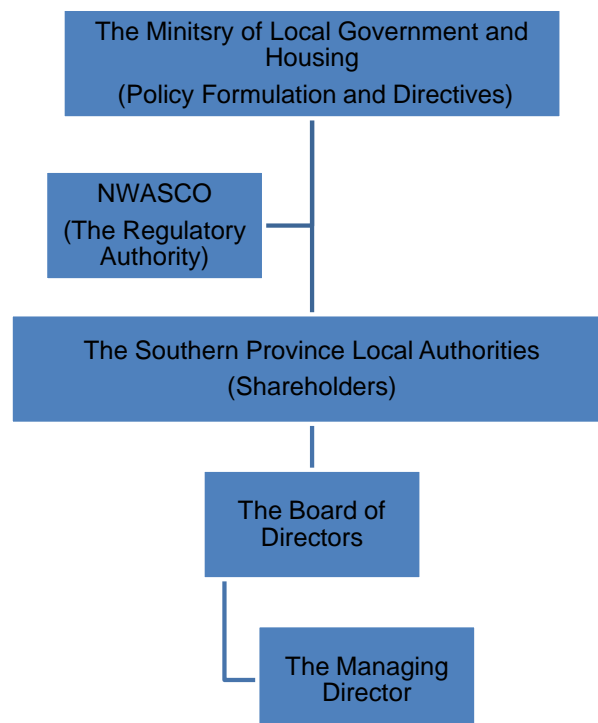 The Minitsry of Local Government and
Housing
(Policy Formulation and Directives)
NWASCO
(The Regulatory
Authority)
The Southern Province Local Authorities
(Shareholders)
The Board of
Directors
The Managing
Director